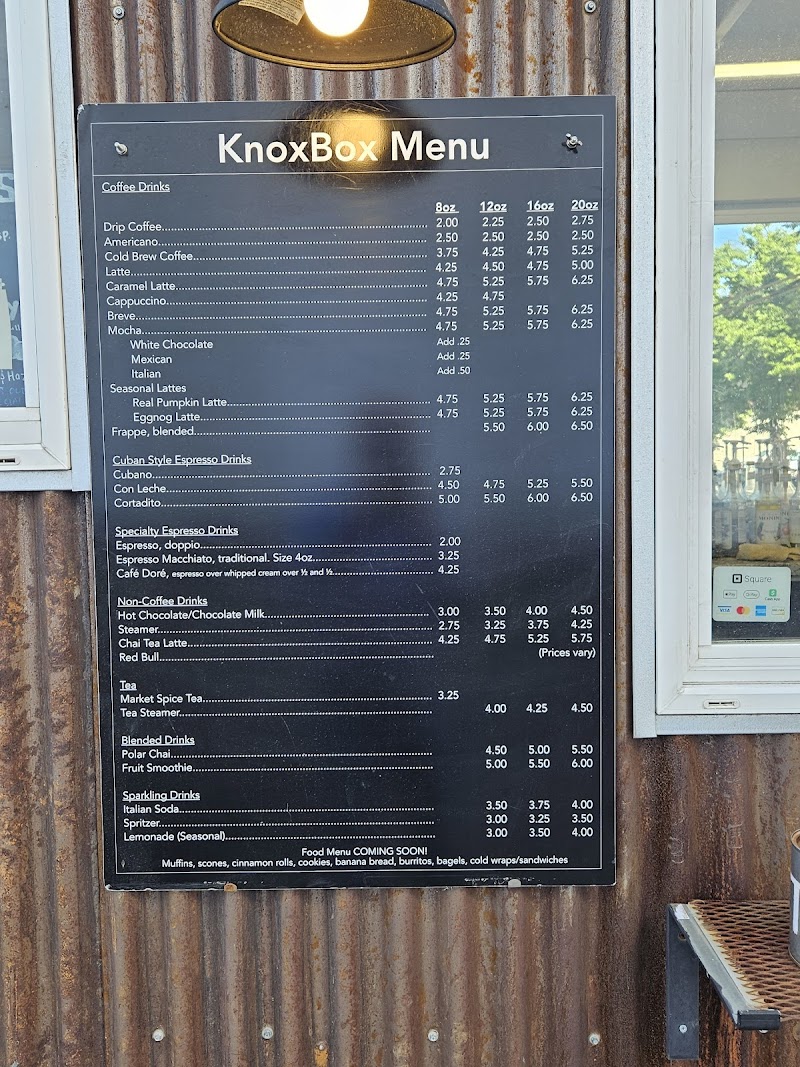 KnoxBox Menu
Coffee Drinks
8oz 12oz 16oz 20oz
Drip Coffee 2.00 2.25 2.50 2.75
Americano 2.50 2.50 2.50 2.50
Cold Brew Coffee 3.75 4.25 4.75 5.25
Latte 4.25 4.50 4.75 5.00
Caramel Latte 4.75 5.25 5.75 6.25
Cappuccino 4.25 4.75
Breve 4.75 5.25 5.75 6.25
Mocha 4.75 5.25 5.75 6.25
White Chocolate Add .25
Mexican Add .25
Italian Add .50
Seasonal Lattes
Real Pumpkin Latte 4.75 5.25 5.75 6.25
Eggnog Latte 4.75 5.25 5.75 6.25
Frappe, blended 5.50 6.00 6.50
Cuban Style Espresso Drinks
Cubano 2.75
Con Leche 4.50 4.75 5.25 5.50
Cortadito 5.00 5.50 6.00 6.50
Specialty Espresso Drinks
Espresso, doppio 2.00
Espresso Macchiato, traditional. Size 4oz 3.25
Café Doré, espresso over whipped cream over ½ and ½ 4.25
Non-Coffee Drinks
Hot Chocolate/Chocolate Milk 3.00 3.50 4.00 4.50
Steamer 2.75 3.25 3.75 4.25
Chai Tea Latte 4.25 4.75 5.25 5.75
Red Bull (Prices vary)
Tea
Market Spice Tea 3.25
Tea Steamer 4.00 4.25 4.50
Blended Drinks
Polar Chai 4.50 5.00 5.50
Fruit Smoothie 5.00 5.50 6.00
Sparkling Drinks
Italian Soda 3.50 3.75 4.00
Spritzer 3.00 3.25 3.50
Lemonade (Seasonal) 3.00 3.50 4.00
Food Menu COMING SOON!
Muffins, scones, cinnamon rolls, cookies, banana bread, burritos, bagels, cold wraps/sandwiches
Square
VISA